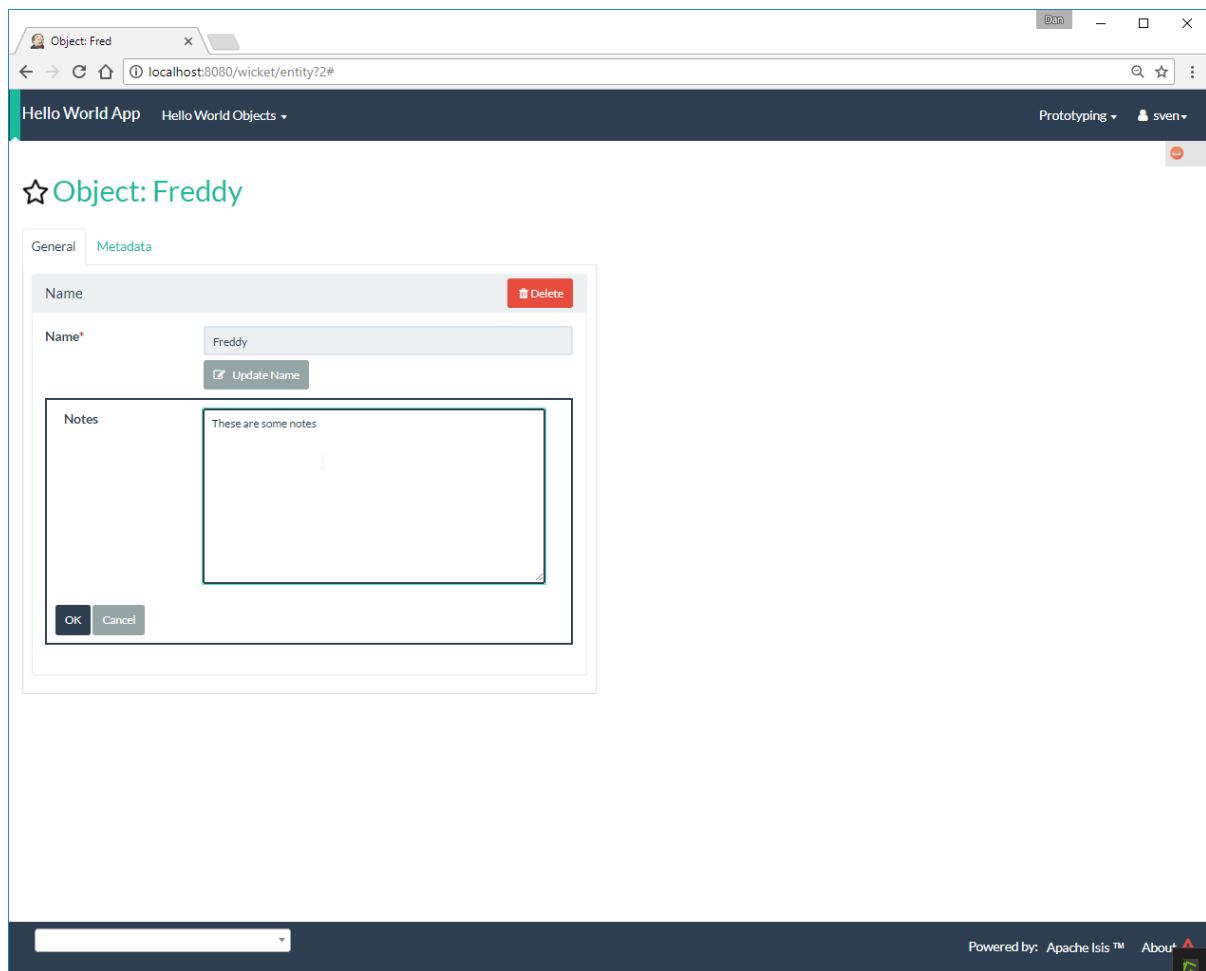 Dan
Object: Fred
localhost:8080/wicket/entity?2#
Hello World App Hello World Objects Prototyping sven
Object: Freddy
General Metadata
Name Delete
Name* Freddy
Update Name
Notes These are some notes
OK Cancel
Powered by: Apache Isis ™ About